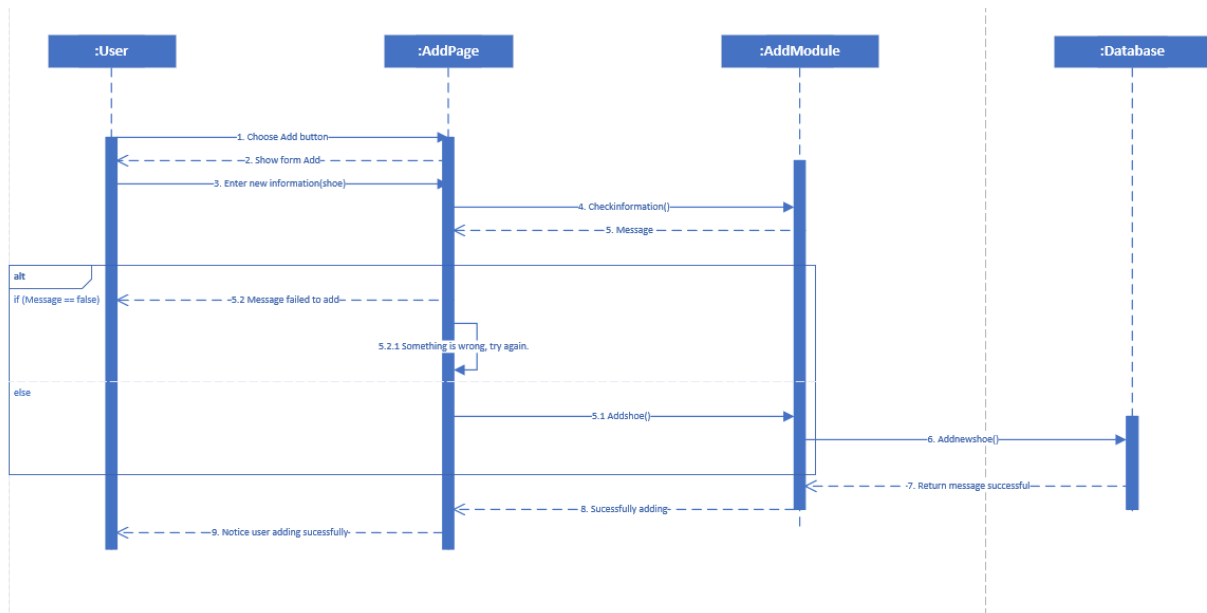 :User
:AddPage
:AddModule
:Database
1. Choose Add button
2. Show form Add
3. Enter new information(shoe)
4. Checkinformation()
5. Message
alt
if (Message == false)
5.2 Message failed to add
5.2.1 Something is wrong, try again.
else
5.1 Addshoe()
6. Addnewshoe()
7. Return message successful
8. Sucessfully adding
9. Notice user adding sucessfully